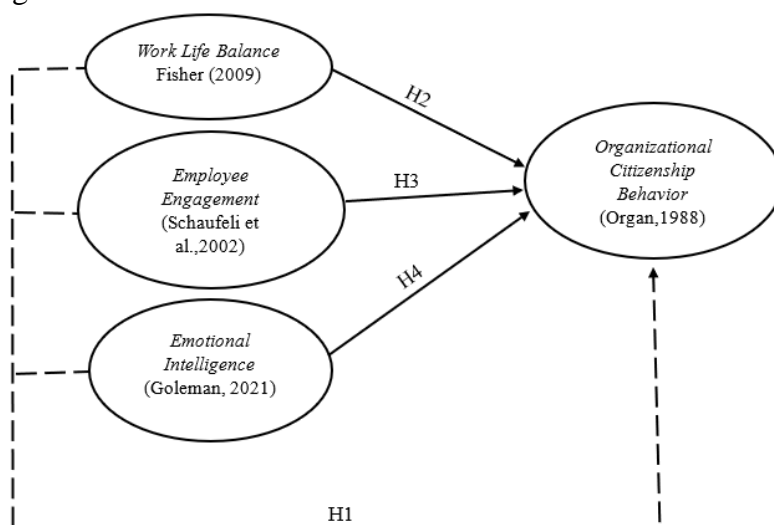 Work Life Balance
Fisher (2009)
H2
Organizational
Citizenship
Behavior
(Organ,1988)
Employee
Engagement
(Schaufeli et
al.,2002)
H3
H4
Emotional
Intelligence
(Goleman, 2021)
H1